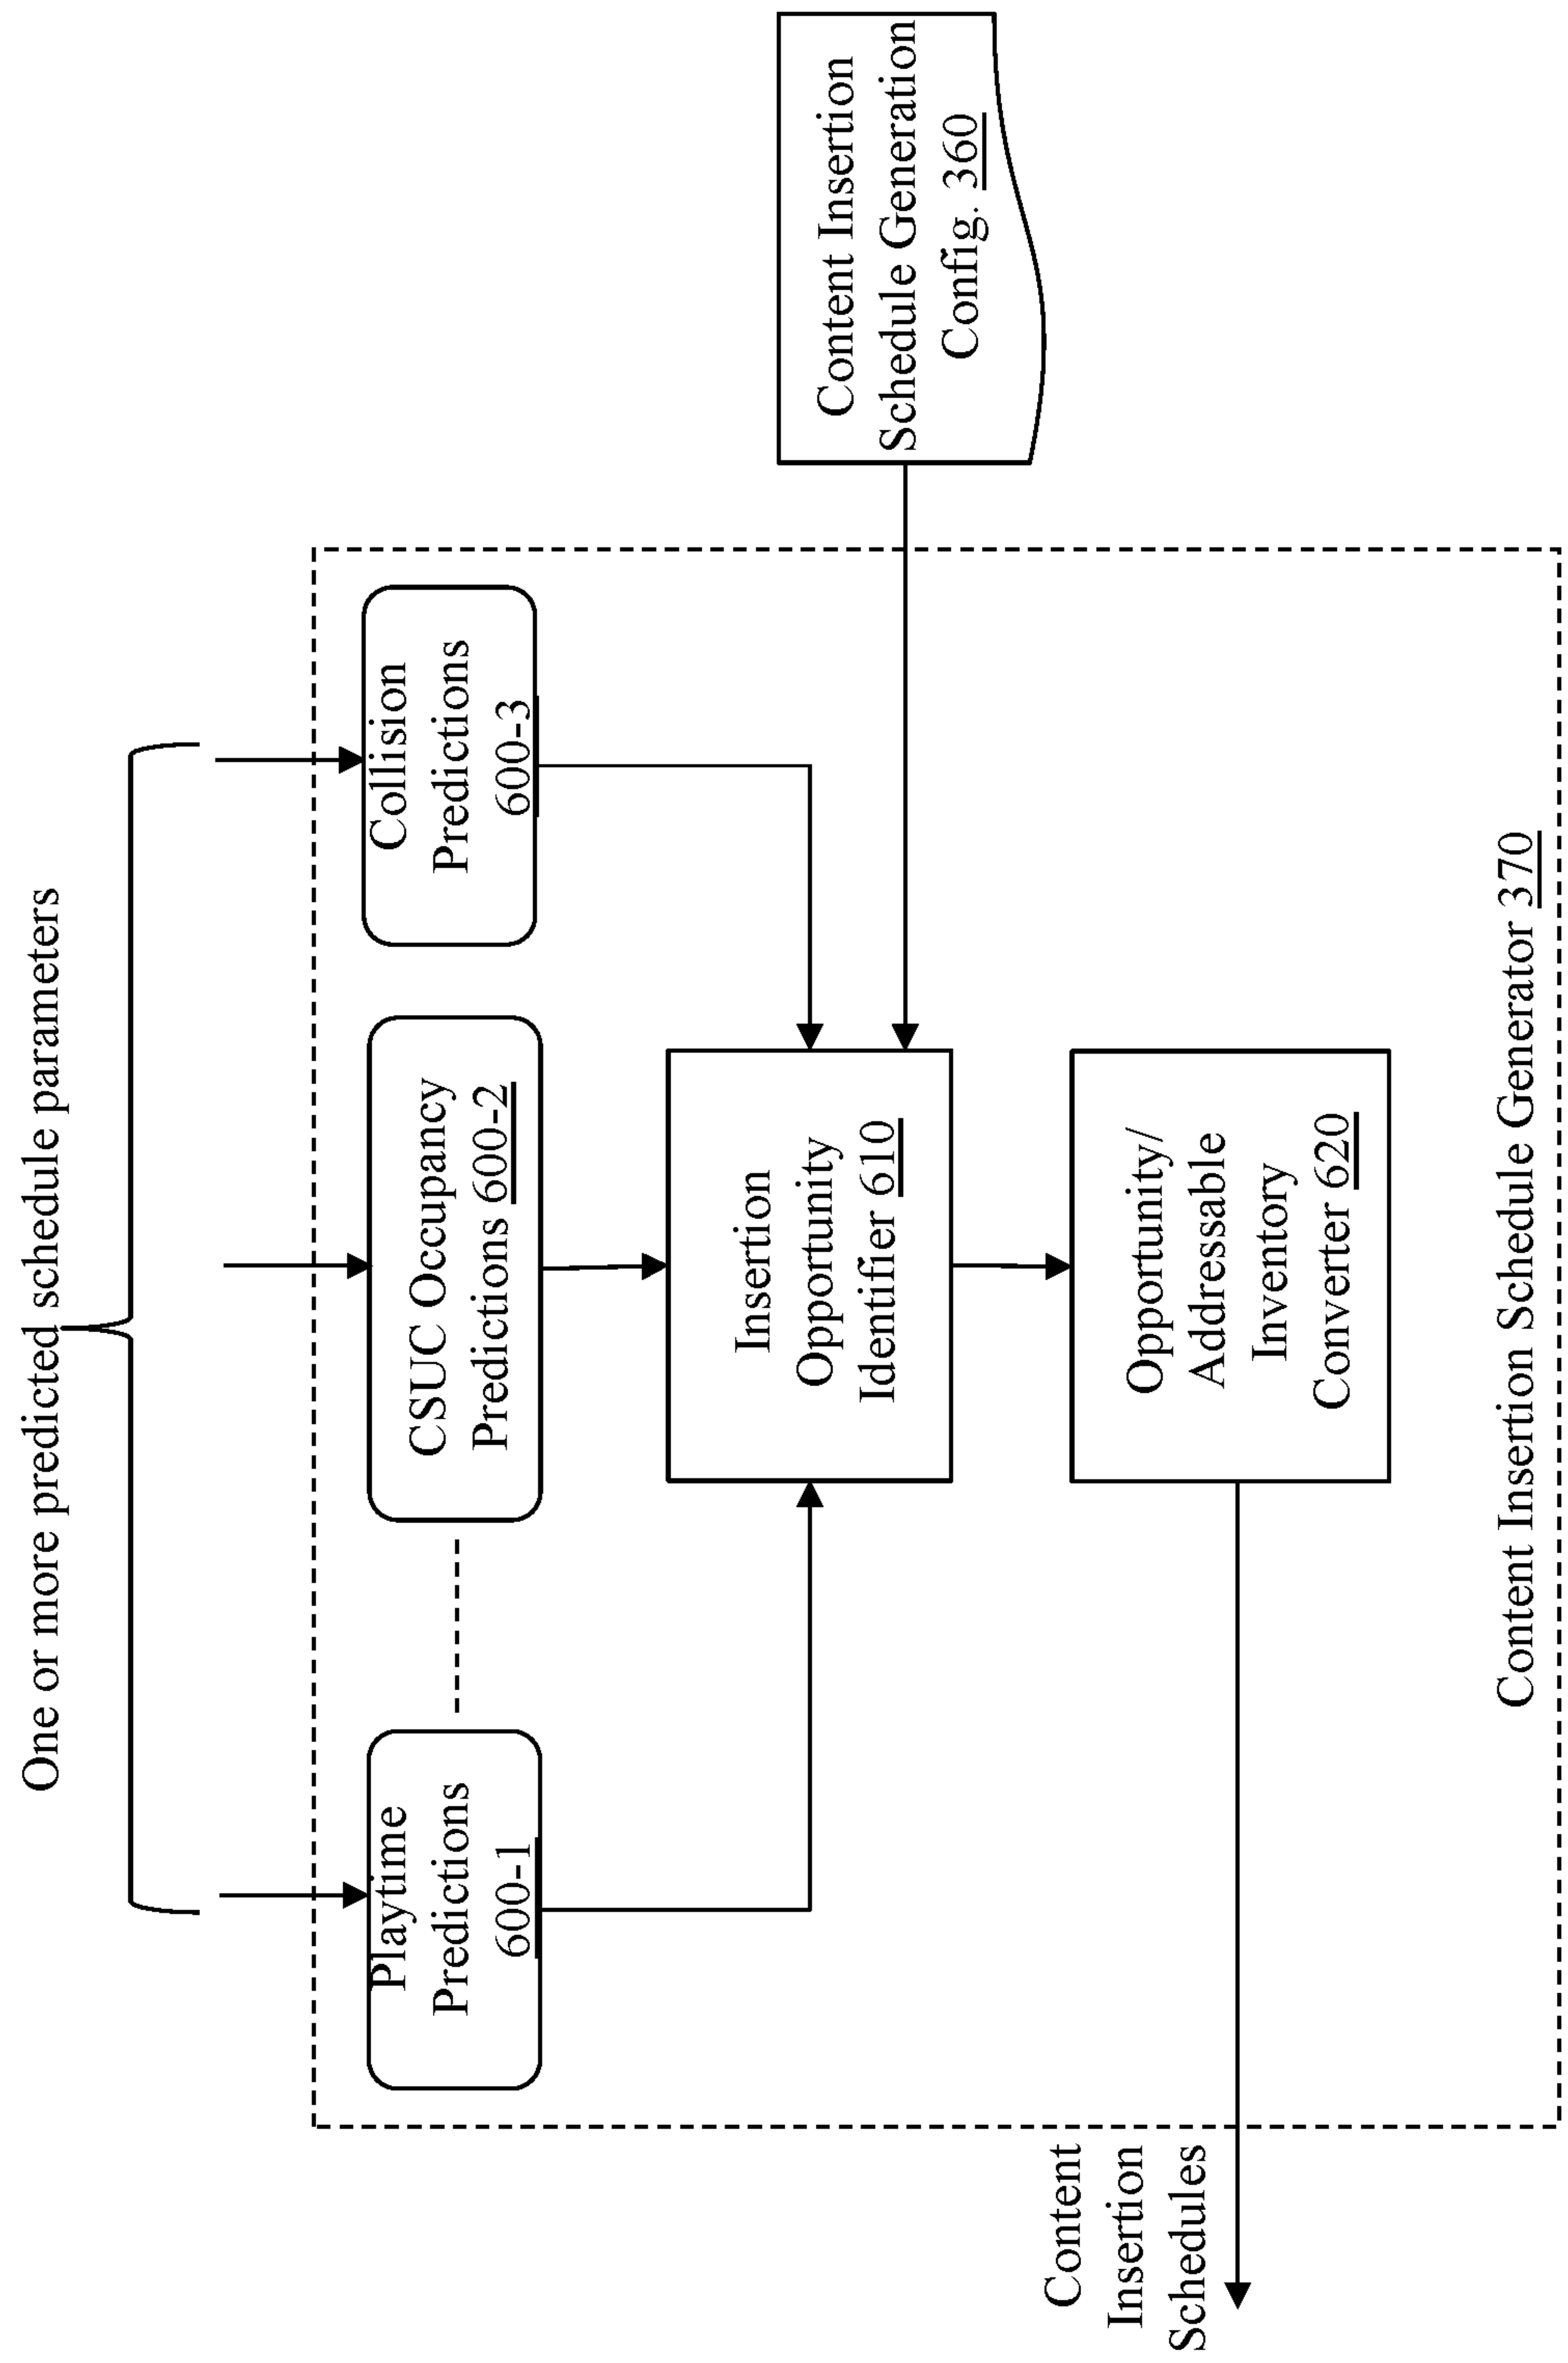 One or more predicted schedule parameters
Playtime
Predictions
600-1
CSUC Occupancy
Predictions 600-2
Collision
Predictions
600-3
Insertion
Opportunity
Identifier 610
Content Insertion
Schedule Generation
Config. 360
Opportunity/
Addressable
Inventory
Converter 620
Content
Insertion
Schedules
Content Insertion Schedule Generator 370